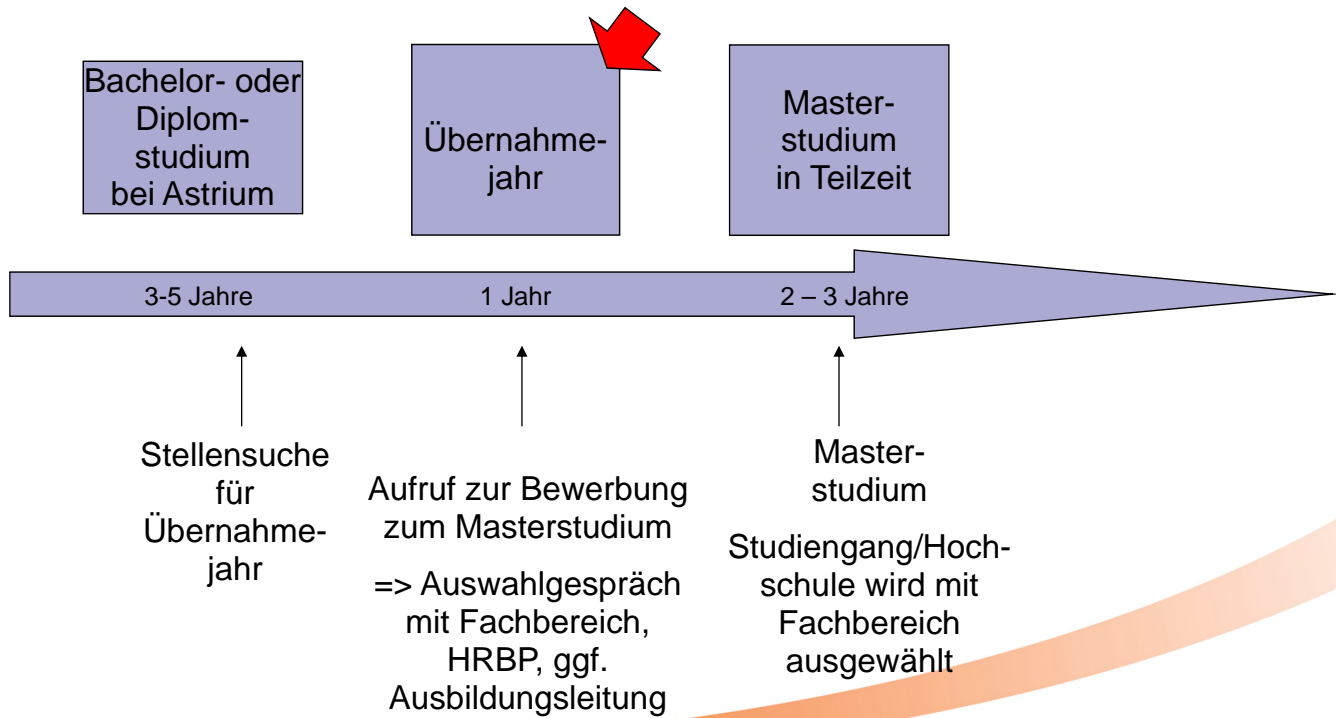 Bachelor- oder
Diplom-
studium
bei Astrium
Übernahme-
jahr
Master-
studium
in Teilzeit
3-5 Jahre
1 Jahr
2 – 3 Jahre
Stellensuche
für
Übernahme-
jahr
Aufruf zur Bewerbung
zum Masterstudium
=> Auswahlgespräch
mit Fachbereich,
HRBP, ggf.
Ausbildungsleitung
Master-
studium
Studiengang/Hoch-
schule wird mit
Fachbereich
ausgewählt